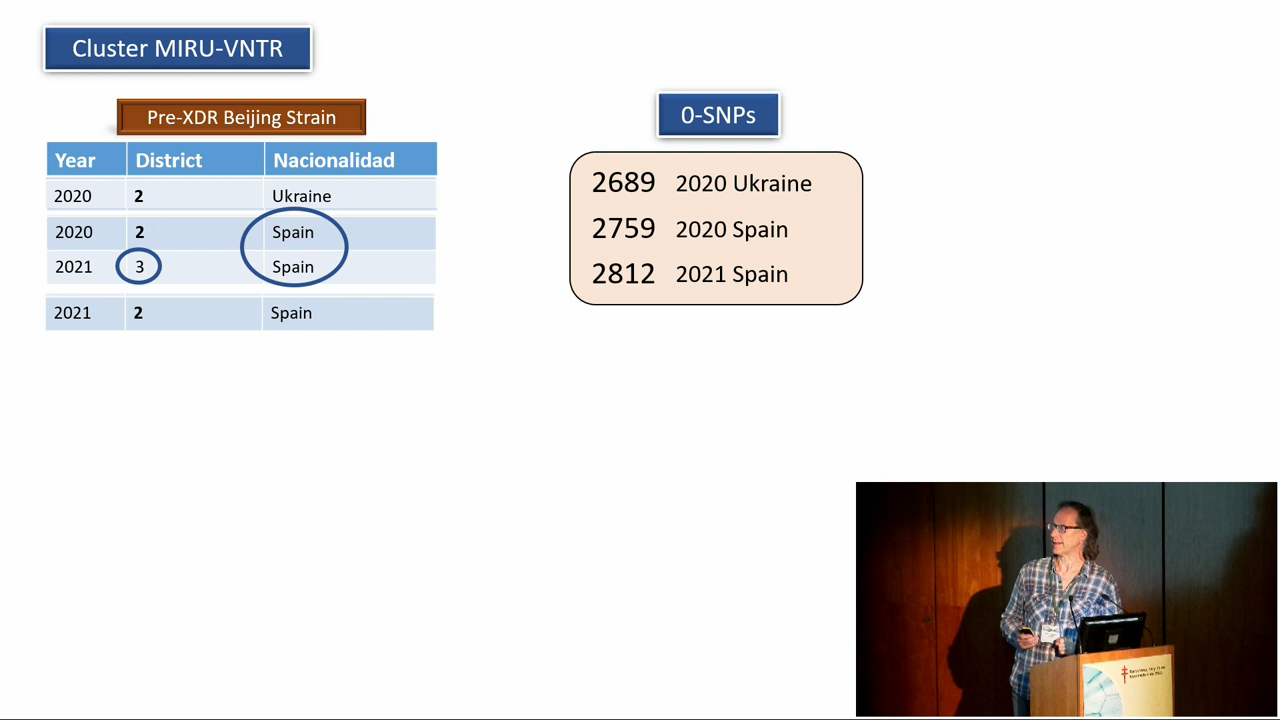 Cluster MIRU-VNTR
Pre-XDR Beijing Strain
Year District Nacionalidad
2020 2 Ukraine
2020 2 Spain
2021 3 Spain
2021 2 Spain
0-SNPs
2689 2020 Ukraine
2759 2020 Spain
2812 2021 Spain